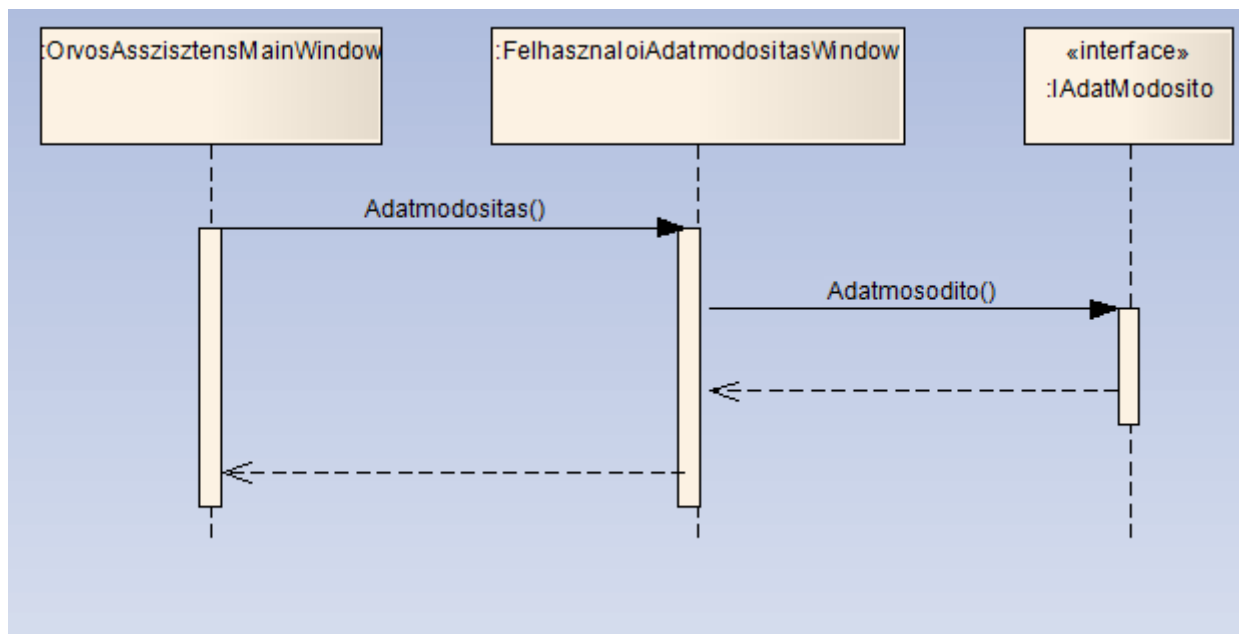 :OrvosAsszisztensMainWindow
:FelhasznaloiAdatmodositasWindow
«interface»
:IAdatModosito
Adatmodositas()
Adatmosodito()